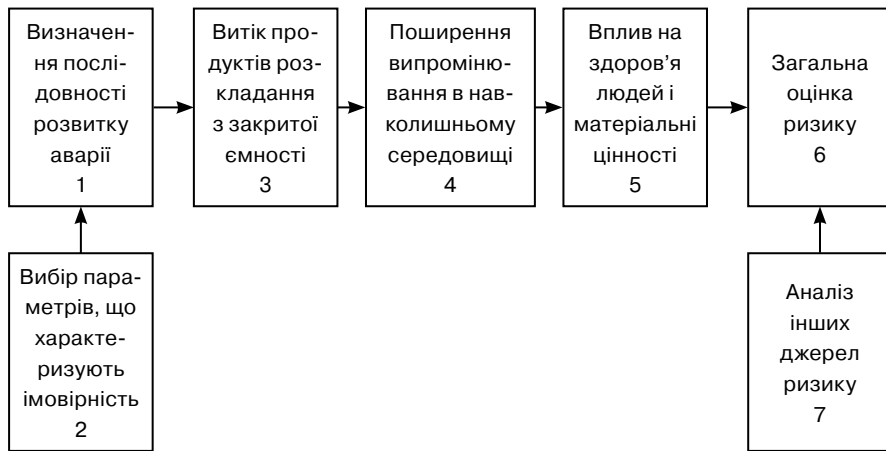 Визначен-
ня послі-
довності
розвитку
аварії
1
Витік про-
дуктів роз-
кладання
з закритої
ємності
3
Поширення
випроміню-
вання в нав-
колишньому
середовищі
4
Вплив на
здоров’я
людей і
матеріальні
цінності
5
Загальна
оцінка
ризику
6
Вибір пара-
метрів, що
характе-
ризують
імовірність
2
Аналіз
інших
джерел
ризику
7